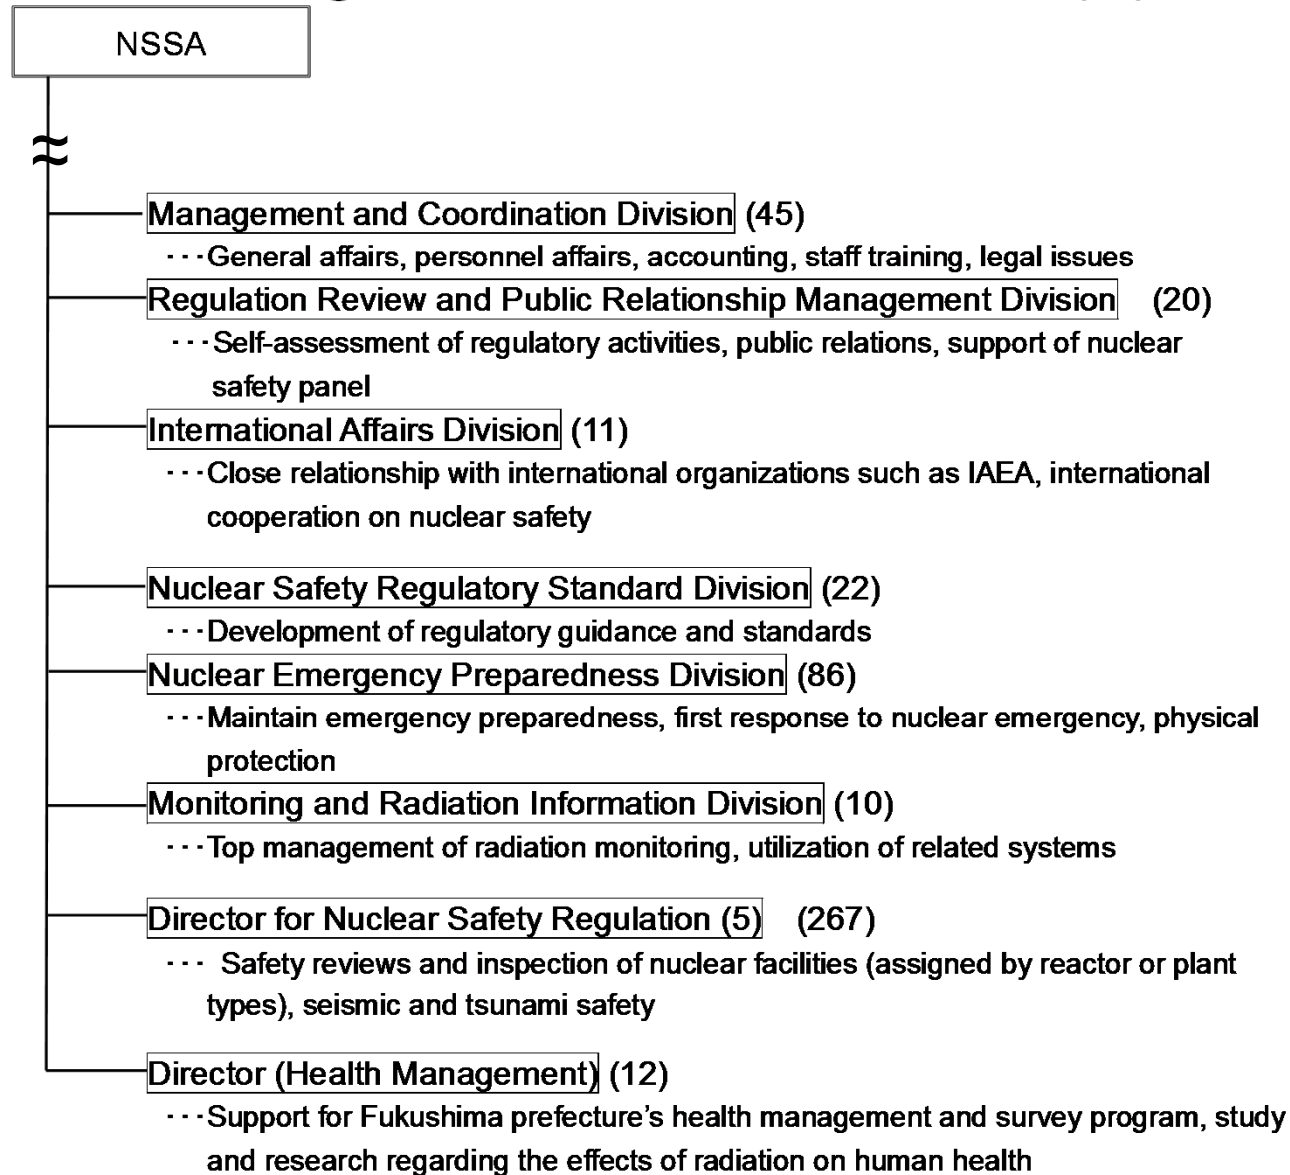 NSSA
Management and Coordination Division (45)
···General affairs, personnel affairs, accounting, staff training, legal issues
Regulation Review and Public Relationship Management Division (20)
···Self-assessment of regulatory activities, public relations, support of nuclear
safety panel
International Affairs Division (11)
···Close relationship with international organizations such as IAEA, international
cooperation on nuclear safety
Nuclear Safety Regulatory Standard Division (22)
···Development of regulatory guidance and standards
Nuclear Emergency Preparedness Division (86)
···Maintain emergency preparedness, first response to nuclear emergency, physical
protection
Monitoring and Radiation Information Division (10)
···Top management of radiation monitoring, utilization of related systems
Director for Nuclear Safety Regulation (5) (267)
··· Safety reviews and inspection of nuclear facilities (assigned by reactor or plant
types), seismic and tsunami safety
Director (Health Management) (12)
···Support for Fukushima prefecture's health management and survey program, study
and research regarding the effects of radiation on human health